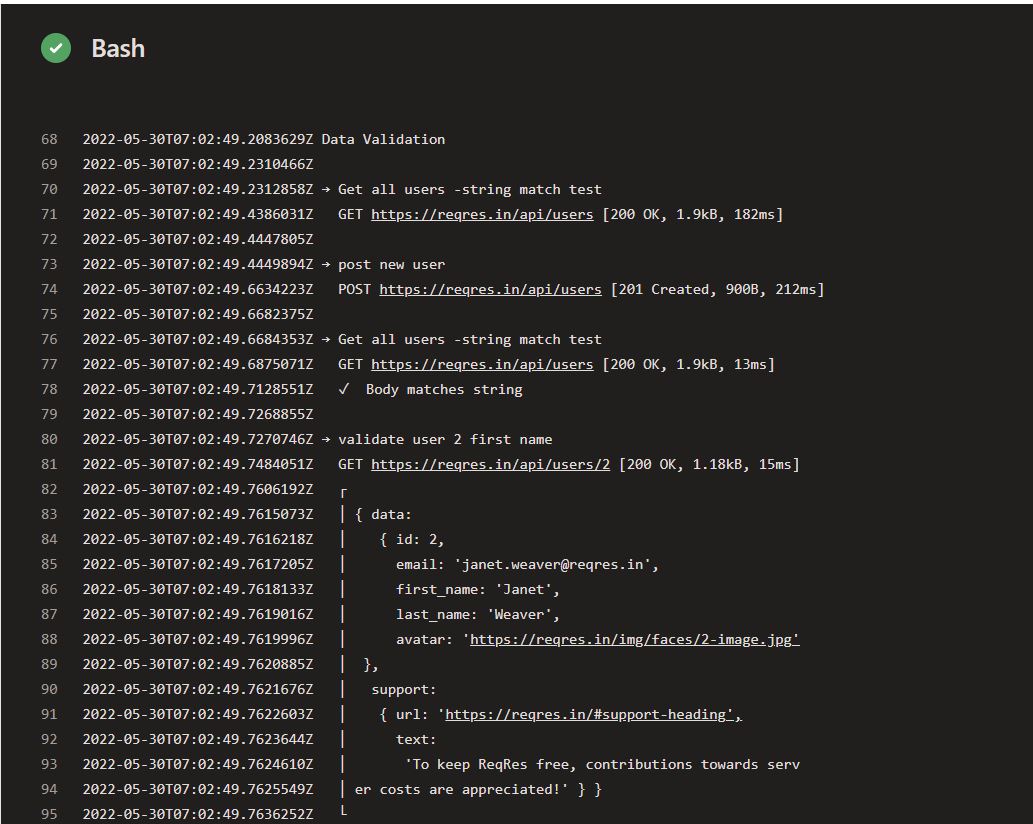 Bash
68 2022-05-30T07:02:49.2083629Z Data Validation
69 2022-05-30T07:02:49.2310466Z
70 2022-05-30T07:02:49.2312858Z → Get all users -string match test
71 2022-05-30T07:02:49.4386031Z   GET https://reqres.in/api/users [200 OK, 1.9kB, 182ms]
72 2022-05-30T07:02:49.4447805Z
73 2022-05-30T07:02:49.4449894Z → post new user
74 2022-05-30T07:02:49.6634223Z   POST https://reqres.in/api/users [201 Created, 900B, 212ms]
75 2022-05-30T07:02:49.6682375Z
76 2022-05-30T07:02:49.6684353Z → Get all users -string match test
77 2022-05-30T07:02:49.6875071Z   GET https://reqres.in/api/users [200 OK, 1.9kB, 13ms]
78 2022-05-30T07:02:49.7128551Z   √  Body matches string
79 2022-05-30T07:02:49.7268855Z
80 2022-05-30T07:02:49.7270746Z → validate user 2 first name
81 2022-05-30T07:02:49.7484051Z   GET https://reqres.in/api/users/2 [200 OK, 1.18kB, 15ms]
82 2022-05-30T07:02:49.7606192Z   ┌
83 2022-05-30T07:02:49.7615073Z   │ { data:
84 2022-05-30T07:02:49.7616218Z   │    { id: 2,
85 2022-05-30T07:02:49.7617205Z   │      email: 'janet.weaver@reqres.in',
86 2022-05-30T07:02:49.7618133Z   │      first_name: 'Janet',
87 2022-05-30T07:02:49.7619016Z   │      last_name: 'Weaver',
88 2022-05-30T07:02:49.7619996Z   │      avatar: 'https://reqres.in/img/faces/2-image.jpg'
89 2022-05-30T07:02:49.7620885Z   │  },
90 2022-05-30T07:02:49.7621676Z   │   support:
91 2022-05-30T07:02:49.7622603Z   │    { url: 'https://reqres.in/#support-heading',
92 2022-05-30T07:02:49.7623644Z   │      text:
93 2022-05-30T07:02:49.7624610Z   │       'To keep ReqRes free, contributions towards serv
94 2022-05-30T07:02:49.7625549Z   │ er costs are appreciated!' } }
95 2022-05-30T07:02:49.7636252Z   └